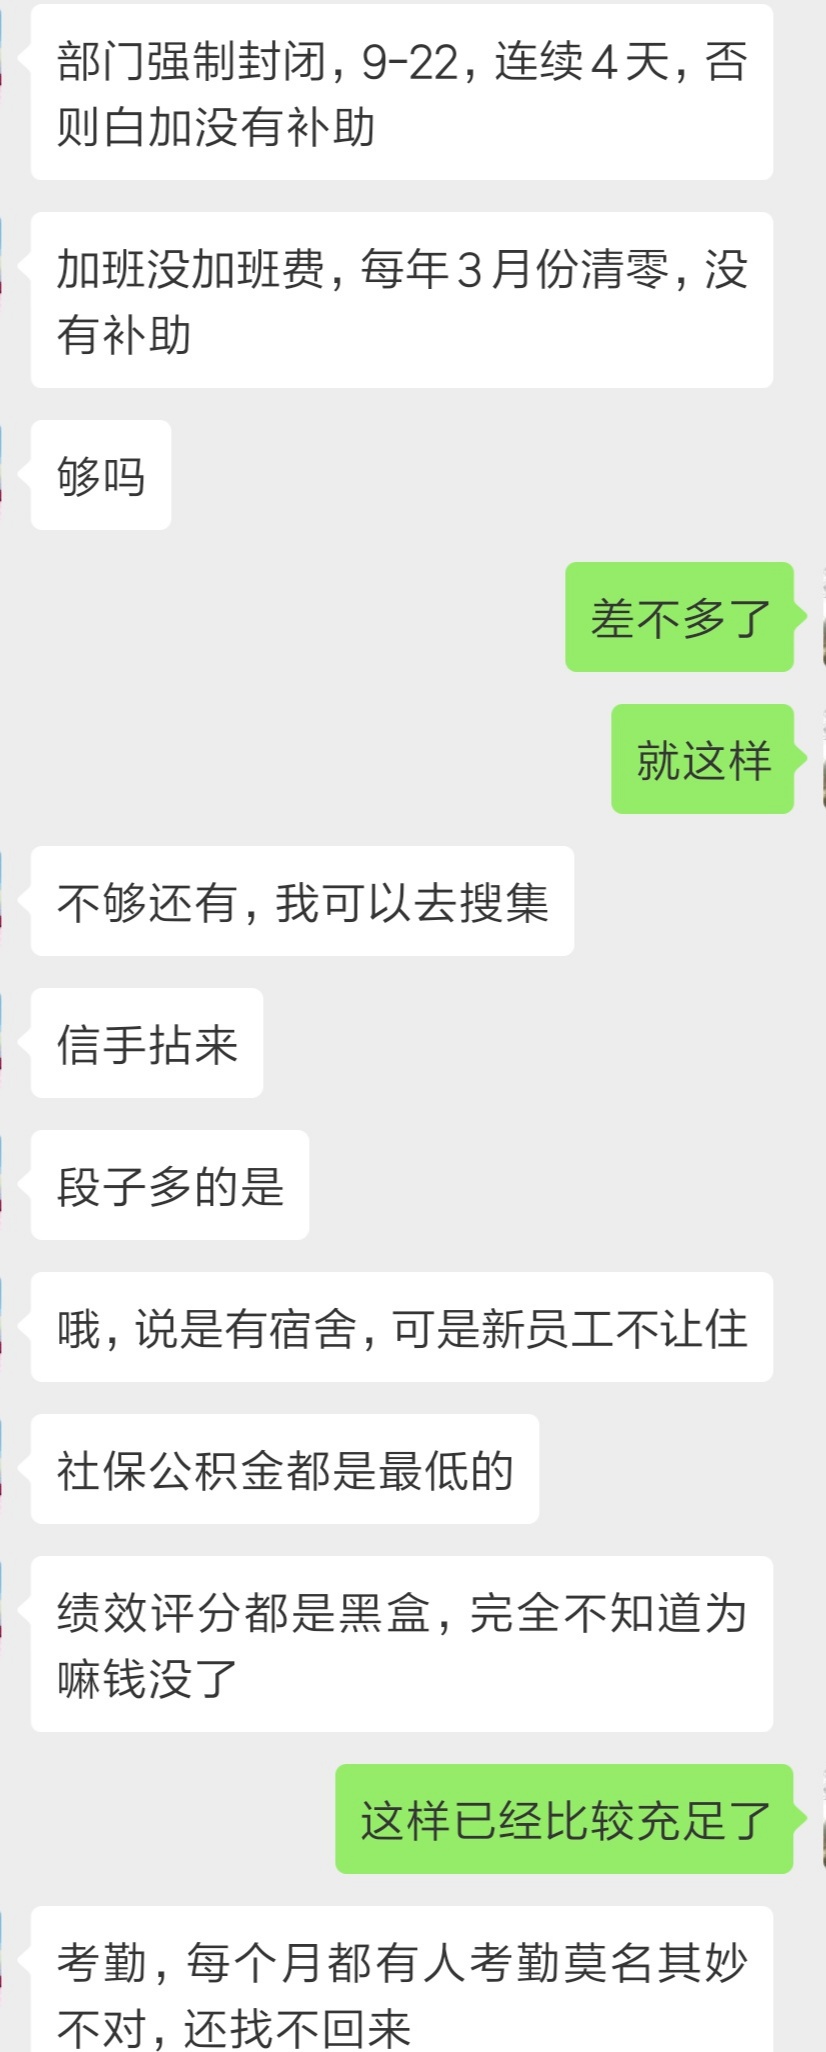 部门强制封闭，9-22，连续4天，否
则白加没有补助
加班没加班费，每年3月份清零，没
有补助
够吗
差不多了
就这样
不够还有，我可以去搜集
信手拈来
段子多的是
哦，说是有宿舍，可是新员工不让住
社保公积金都是最低的
绩效评分都是黑盒，完全不知道为
嘛钱没了
这样已经比较充足了
考勤，每个月都有人考勤莫名其妙
不对，还找不回来